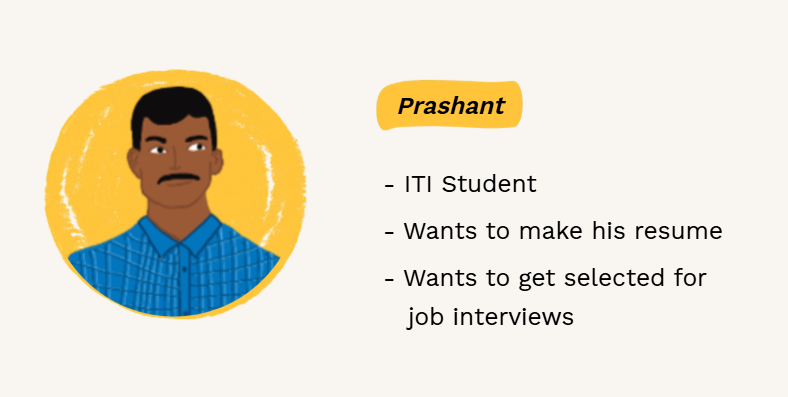 Prashant
- ITI Student
- Wants to make his resume
- Wants to get selected for
job interviews